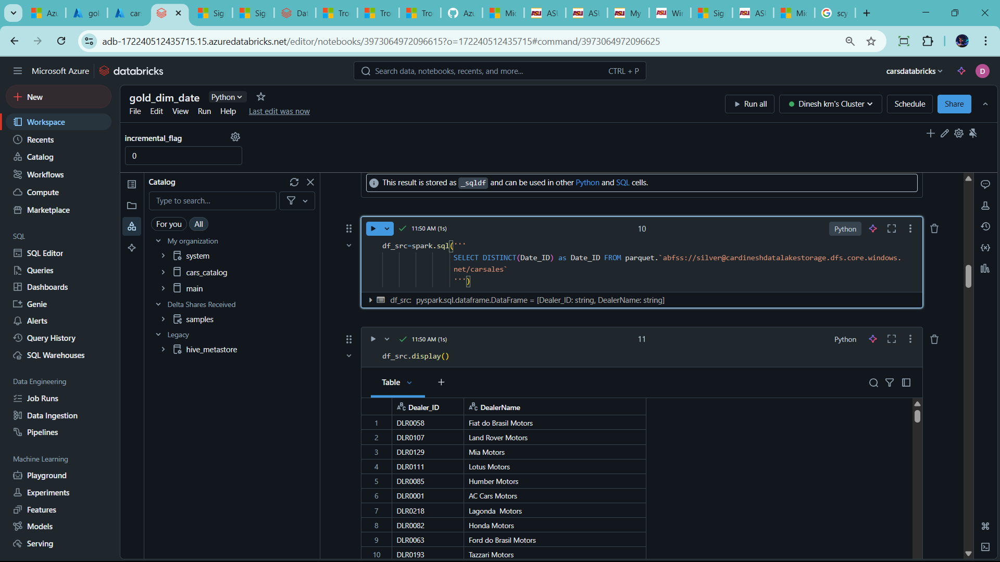 Azu
gol
car
Sig
Sig
Dat
Tro
Tro
Tro
Azu
Mic
ASU
ASU
My
Wir
Sig
ASU
Mic
scy
adb-172240512435715.15.azuredatabricks.net/editor/notebooks/3973064972096615?o=172240512435715#command/3973064972096625
Microsoft Azure
databricks
Search data, notebooks, recents, and more...
CTRL + P
carsdatabricks
D
New
Workspace
Recents
Catalog
Workflows
Compute
Marketplace
SQL
SQL Editor
Queries
Dashboards
Genie
Alerts
Query History
SQL Warehouses
Data Engineering
Job Runs
Data Ingestion
Pipelines
Machine Learning
Playground
Experiments
Features
Models
Serving
gold_dim_date
Python
File Edit View Run Help Last edit was now
Run all
Dinesh km's Cluster
Schedule
Share
incremental_flag
0
Catalog
Type to search...
For you
All
My organization
system
cars_catalog
main
Delta Shares Received
samples
Legacy
hive_metastore
This result is stored as _sqldf and can be used in other Python and SQL cells.
11:50 AM (1s)
10
Python
df_src=spark.sql('''
SELECT DISTINCT(Date_ID) as Date_ID FROM parquet.`abfss://silver@cardineshdatalakestorage.dfs.core.windows.
net/carsales`
''')
df_src: pyspark.sql.dataframe.DataFrame = [Dealer_ID: string, DealerName: string]
11:50 AM (1s)
11
Python
df_src.display()
Table
Dealer_ID DealerName
1 DLR0058 Fiat do Brasil Motors
2 DLR0107 Land Rover Motors
3 DLR0129 Mia Motors
4 DLR0111 Lotus Motors
5 DLR0085 Humber Motors
6 DLR0001 AC Cars Motors
7 DLR0218 Lagonda  Motors
8 DLR0082 Honda Motors
9 DLR0063 Ford do Brasil Motors
10 DLR0193 Tazzari Motors